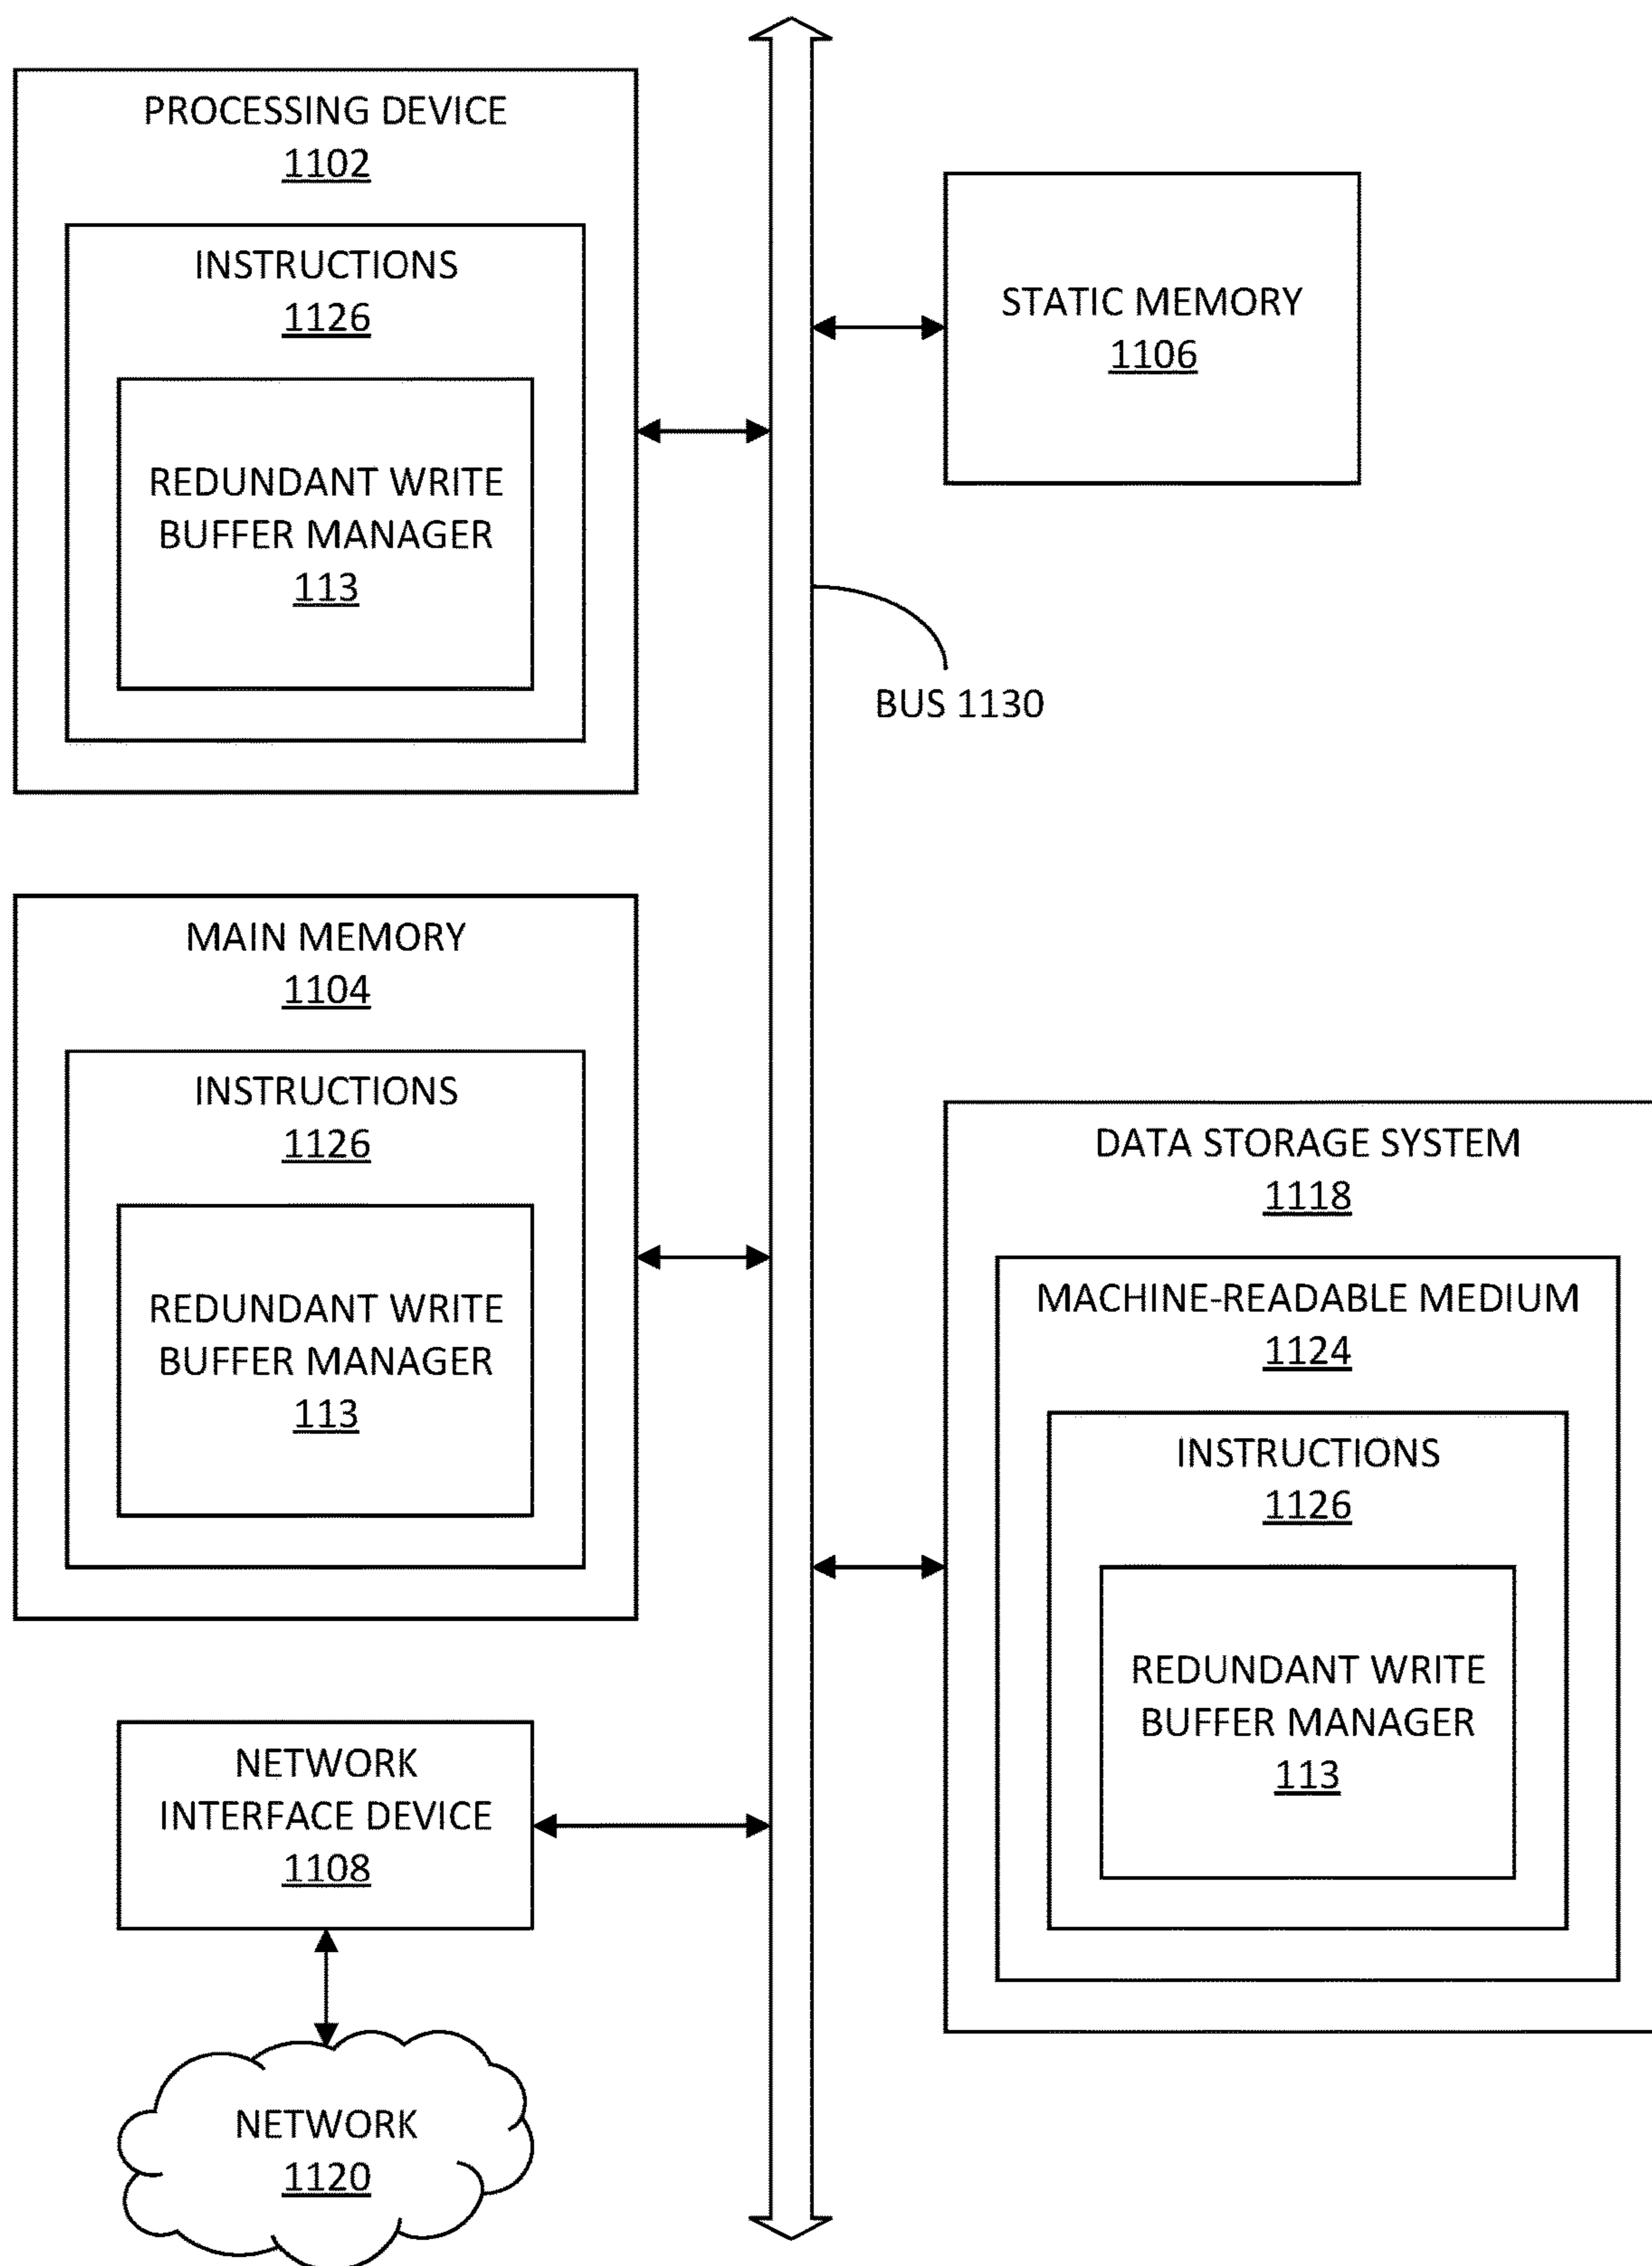 PROCESSING DEVICE
1102
INSTRUCTIONS
1126
REDUNDANT WRITE
BUFFER MANAGER
113
STATIC MEMORY
1106
BUS 1130
MAIN MEMORY
1104
INSTRUCTIONS
1126
REDUNDANT WRITE
BUFFER MANAGER
113
DATA STORAGE SYSTEM
1118
MACHINE-READABLE MEDIUM
1124
INSTRUCTIONS
1126
REDUNDANT WRITE
BUFFER MANAGER
113
NETWORK
INTERFACE DEVICE
1108
NETWORK
1120